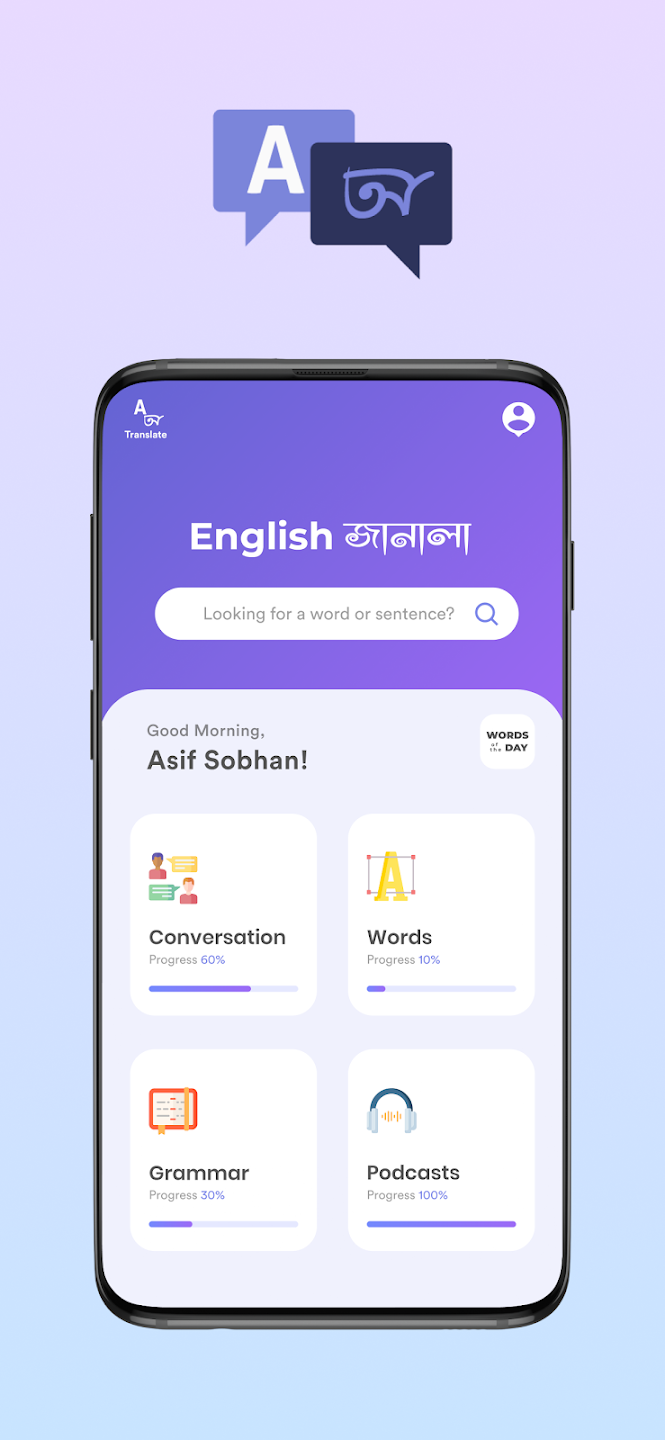 A
অ
A
অ
Translate
English জানালা
Looking for a word or sentence?
Good Morning,
Asif Sobhan!
WORDS
of the DAY
Conversation
Progress 60%
Words
Progress 10%
Grammar
Progress 30%
Podcasts
Progress 100%